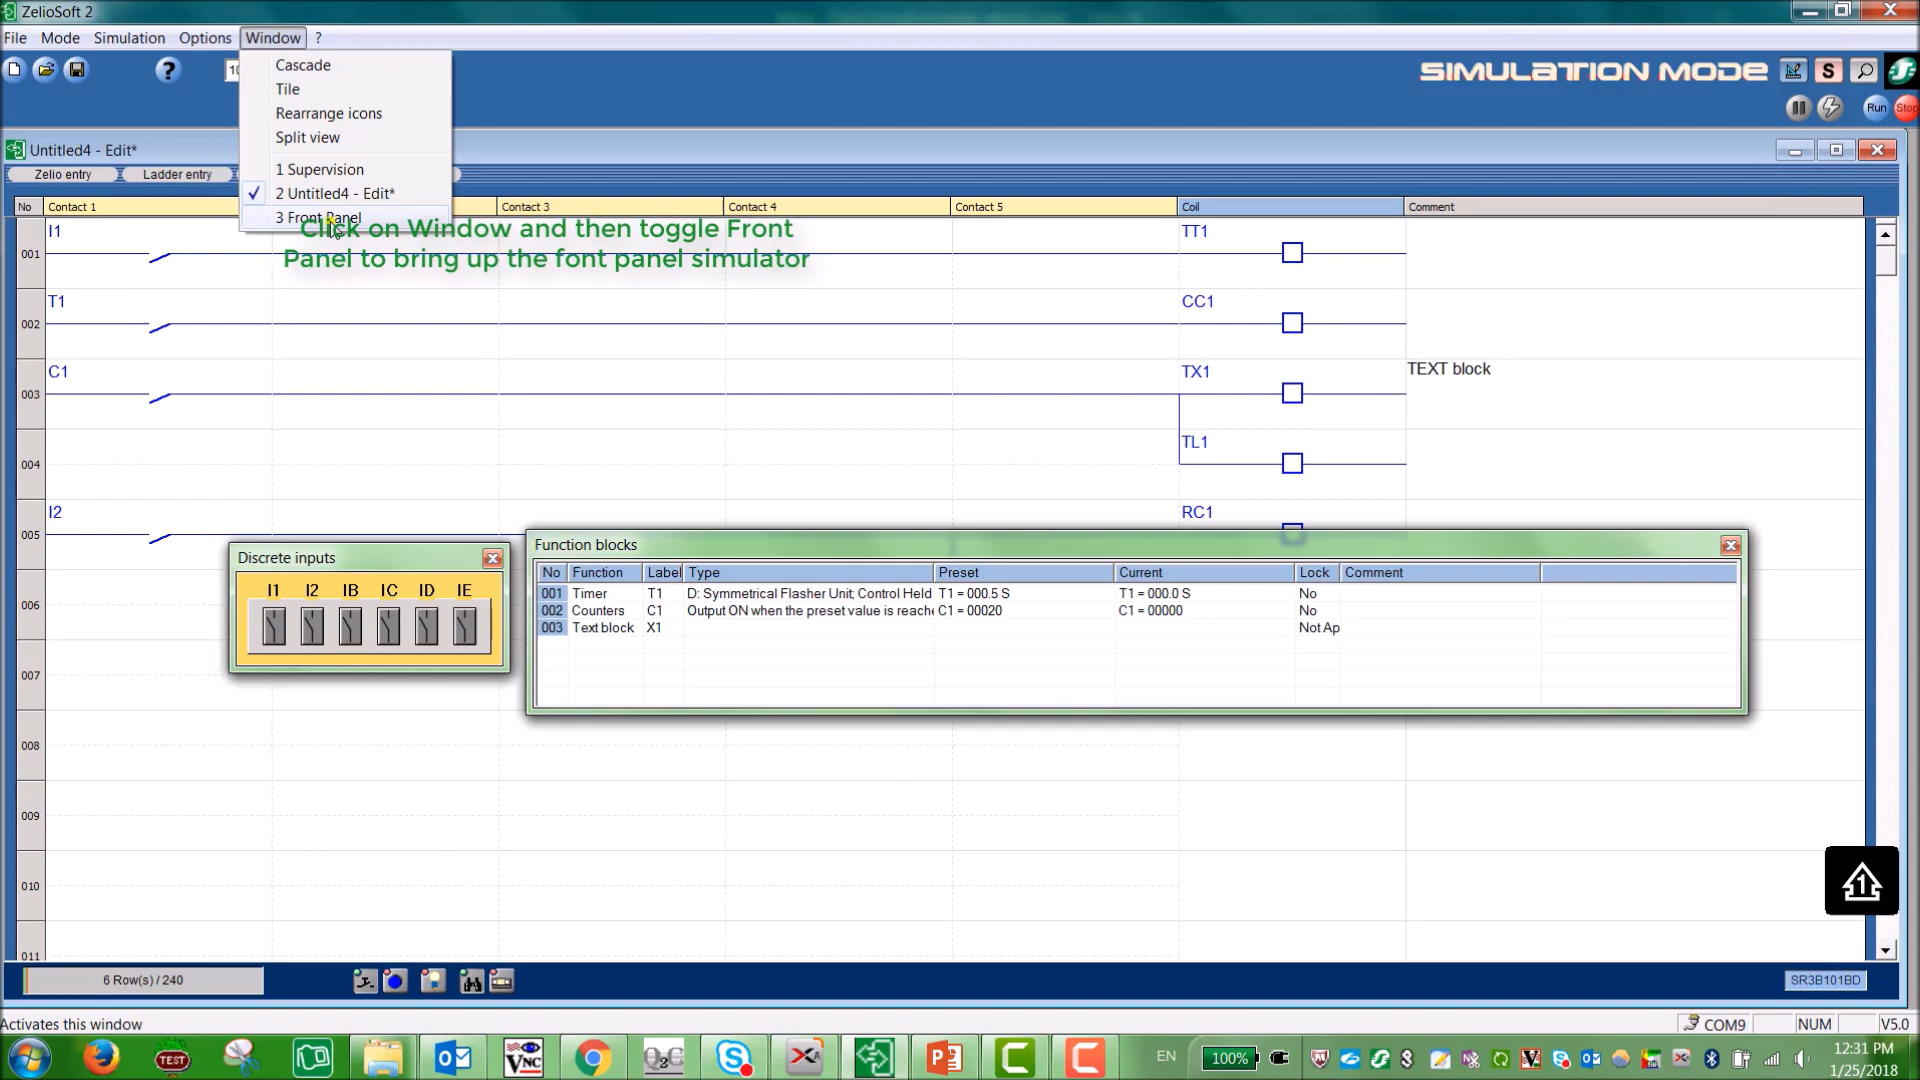 ZelioSoft 2
File Mode Simulation Options Window ?
Cascade
Tile
Rearrange icons
Split view
1 Supervision
2 Untitled4 - Edit*
3 Front Panel
SIMULATION MODE
S
Run Stop
Untitled4 - Edit*
Zelio entry Ladder entry
No Contact 1 Contact 3 Contact 4 Contact 5 Coil Comment
Click on Window and then toggle Front
Panel to bring up the font panel simulator
001 I1 TT1
002 T1 CC1
003 C1 TX1 TEXT block
004 TL1
005 I2 RC1
006
007
008
009
010
011
Discrete inputs
I1 I2 IB IC ID IE
Function blocks
No Function Label Type Preset Current Lock Comment
001 Timer T1 D: Symmetrical Flasher Unit; Control Held T1 = 000.5 S T1 = 000.0 S No
002 Counters C1 Output ON when the preset value is reache C1 = 00020 C1 = 00000 No
003 Text block X1 Not Ap
1
6 Row(s) / 240
SR3B101BD
Activates this window
COM9 NUM V5.0
TEST
VNC
EN 100%
12:31 PM
1/25/2018